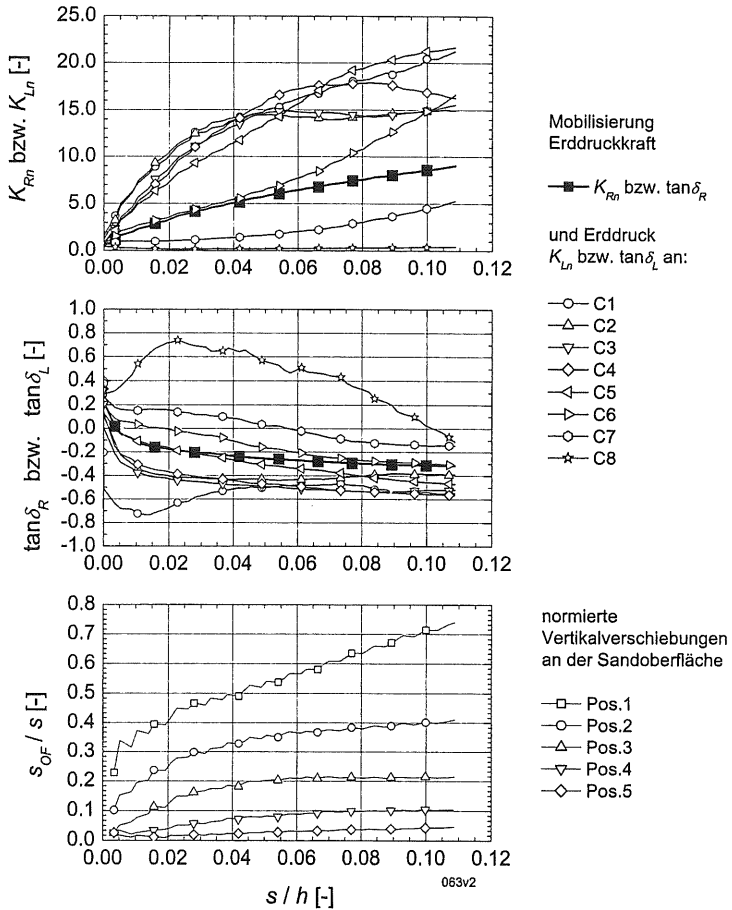 K_Rn bzw. K_Ln [-]
25.0
20.0
15.0
10.0
5.0
0.0
0.00 0.02 0.04 0.06 0.08 0.10 0.12
tanδ_R bzw. tanδ_L [-]
1.0
0.8
0.6
0.4
0.2
0.0
-0.2
-0.4
-0.6
-0.8
-1.0
0.00 0.02 0.04 0.06 0.08 0.10 0.12
s_OF / s [-]
0.8
0.7
0.6
0.5
0.4
0.3
0.2
0.1
0.0
0.00 0.02 0.04 0.06 0.08 0.10 0.12
s / h [-]
063v2
Mobilisierung
Erddruckkraft
K_Rn bzw. tanδ_R
und Erddruck
K_Ln bzw. tanδ_L an:
C1
C2
C3
C4
C5
C6
C7
C8
normierte
Vertikalverschiebungen
an der Sandoberfläche
Pos.1
Pos.2
Pos.3
Pos.4
Pos.5